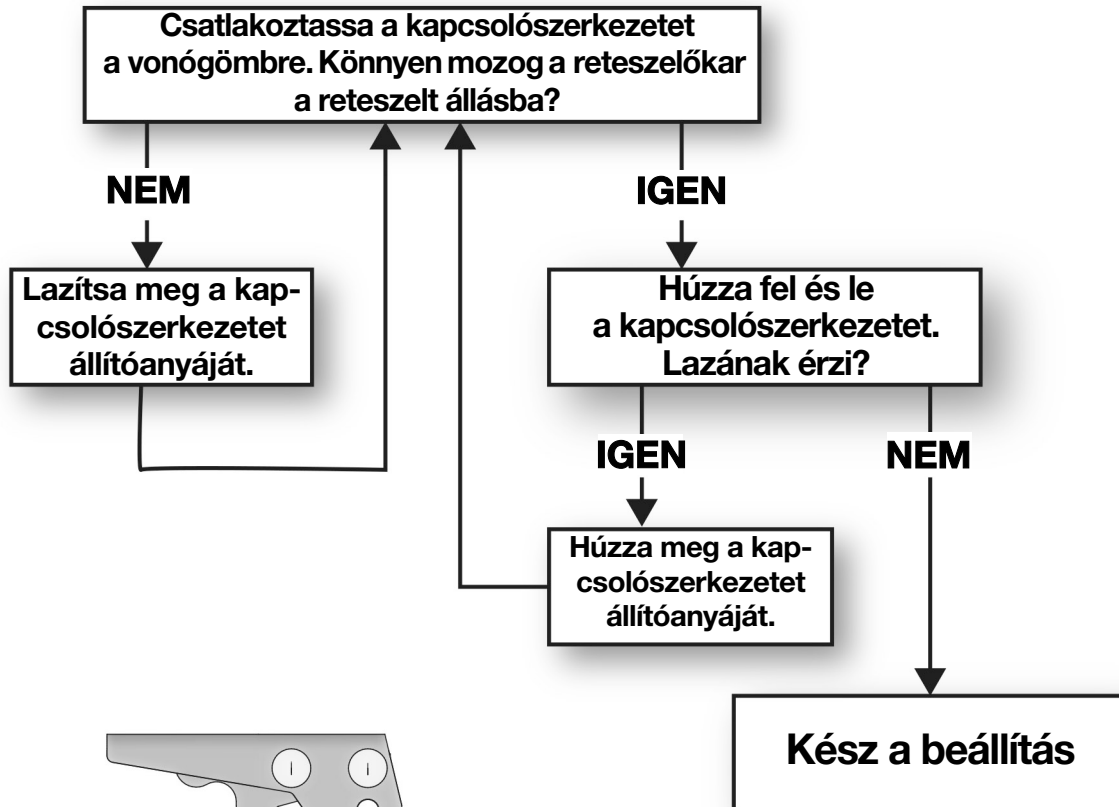 Csatlakoztassa a kapcsolószerkezetet
a vonógömbre. Könnyen mozog a reteszelőkar
a reteszelt állásba?
NEM
IGEN
Lazítsa meg a kap-
csolószerkezetet
állítóanyáját.
Húzza fel és le
a kapcsolószerkezetet.
Lazának érzi?
IGEN
NEM
Húzza meg a kap-
csolószerkezetet
állítóanyáját.
Kész a beállítás